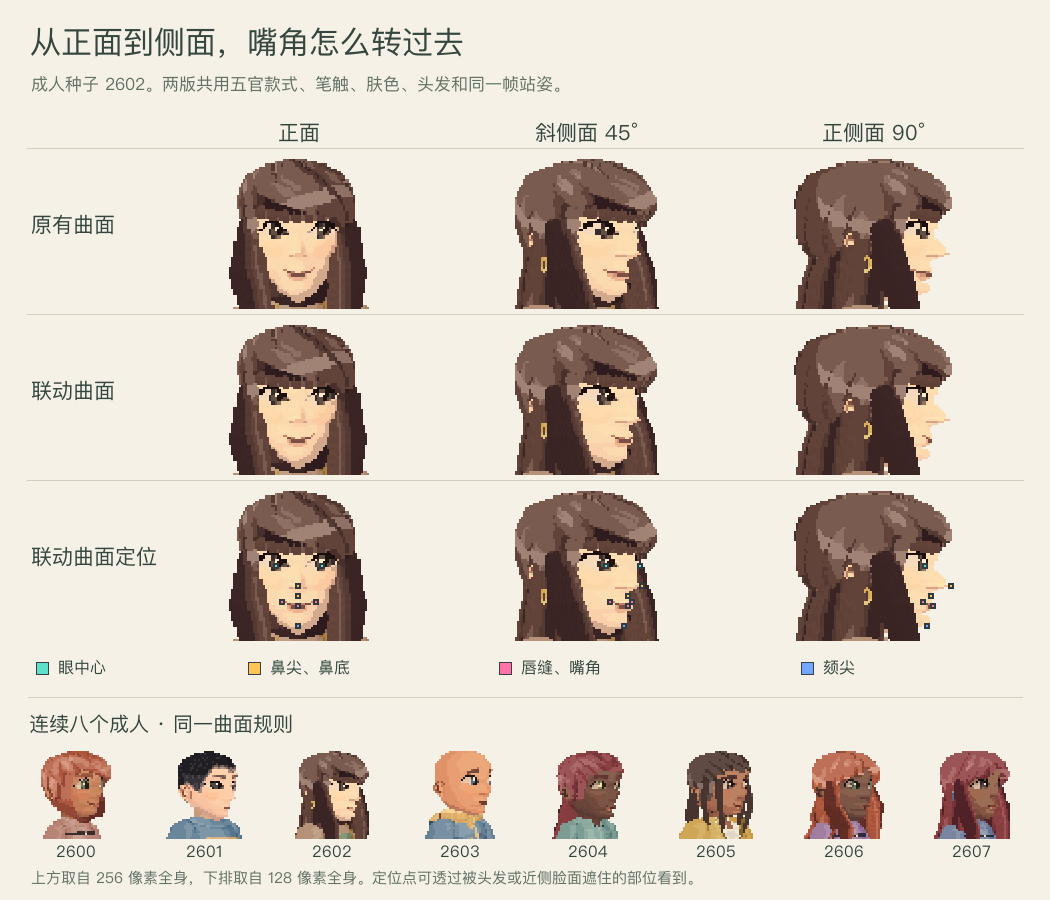 从正面到侧面，嘴角怎么转过去
成人种子 2602。两版共用五官款式、笔触、肤色、头发和同一帧站姿。
正面 斜侧面 45° 正侧面 90°
原有曲面
联动曲面
联动曲面定位
眼中心 鼻尖、鼻底 唇缝、嘴角 颏尖
连续八个成人 · 同一曲面规则
2600 2601 2602 2603 2604 2605 2606 2607
上方取自 256 像素全身，下排取自 128 像素全身。定位点可透过被头发或近侧脸面遮住的部位看到。